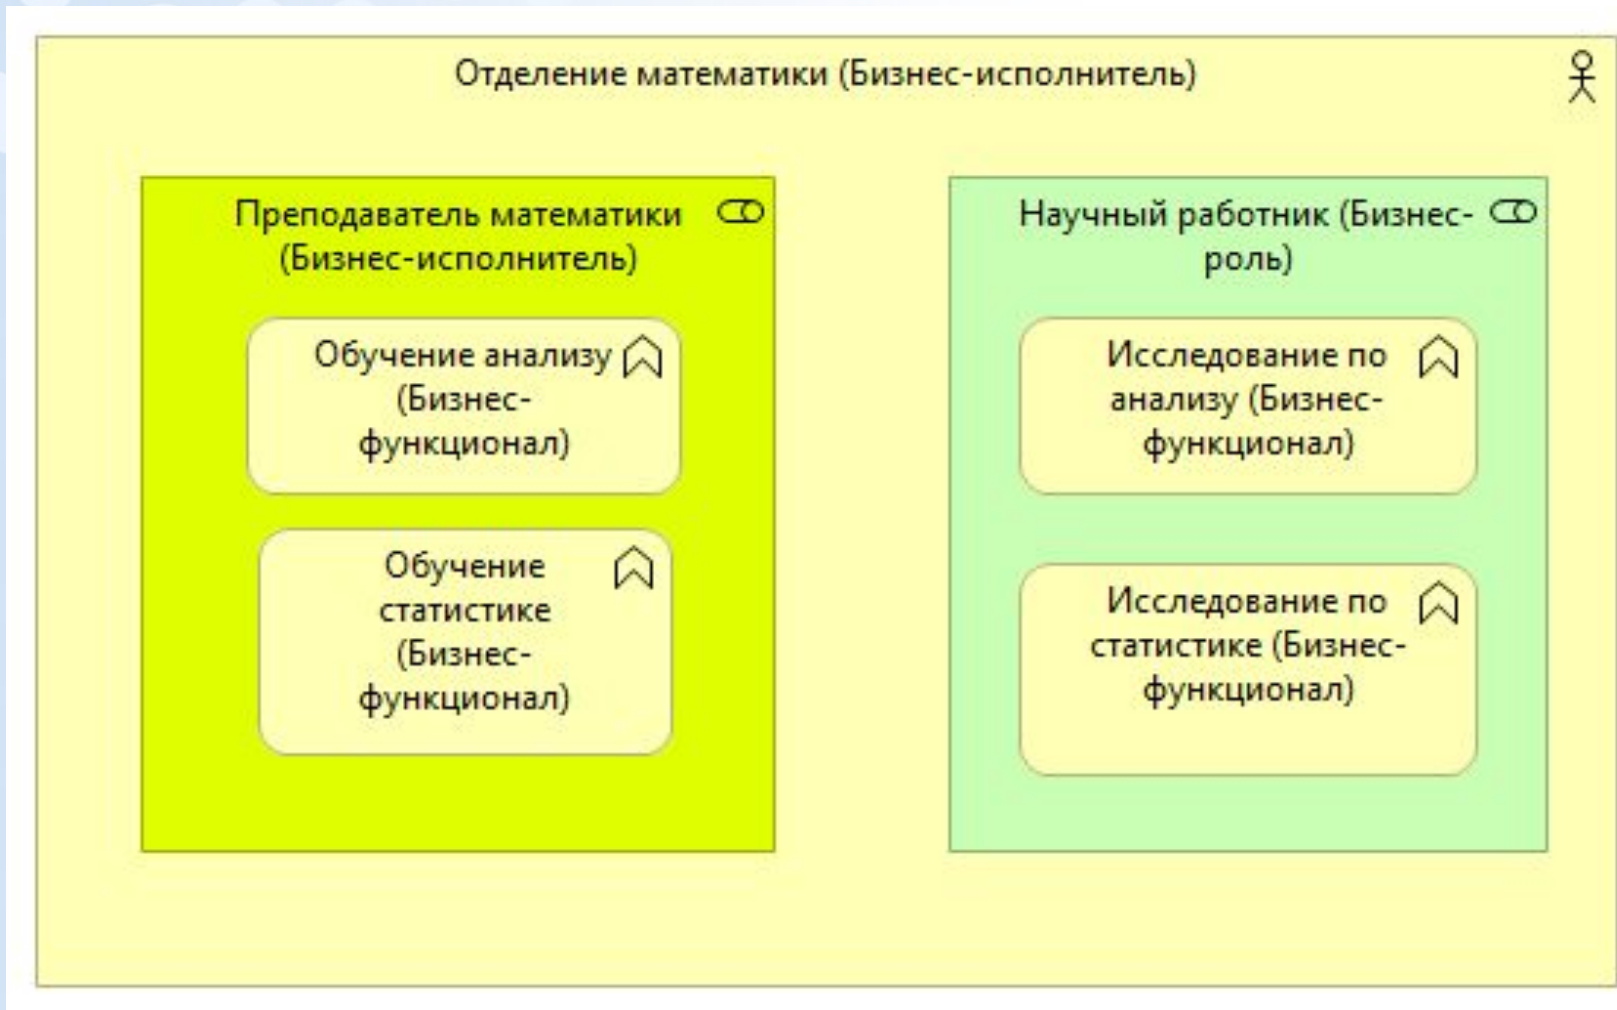 Отделение математики (Бизнес-исполнитель)
Преподаватель математики
(Бизнес-исполнитель)
Обучение анализу
(Бизнес-
функционал)
Обучение
статистике
(Бизнес-
функционал)
Научный работник (Бизнес-
роль)
Исследование по
анализу (Бизнес-
функционал)
Исследование по
статистике (Бизнес-
функционал)